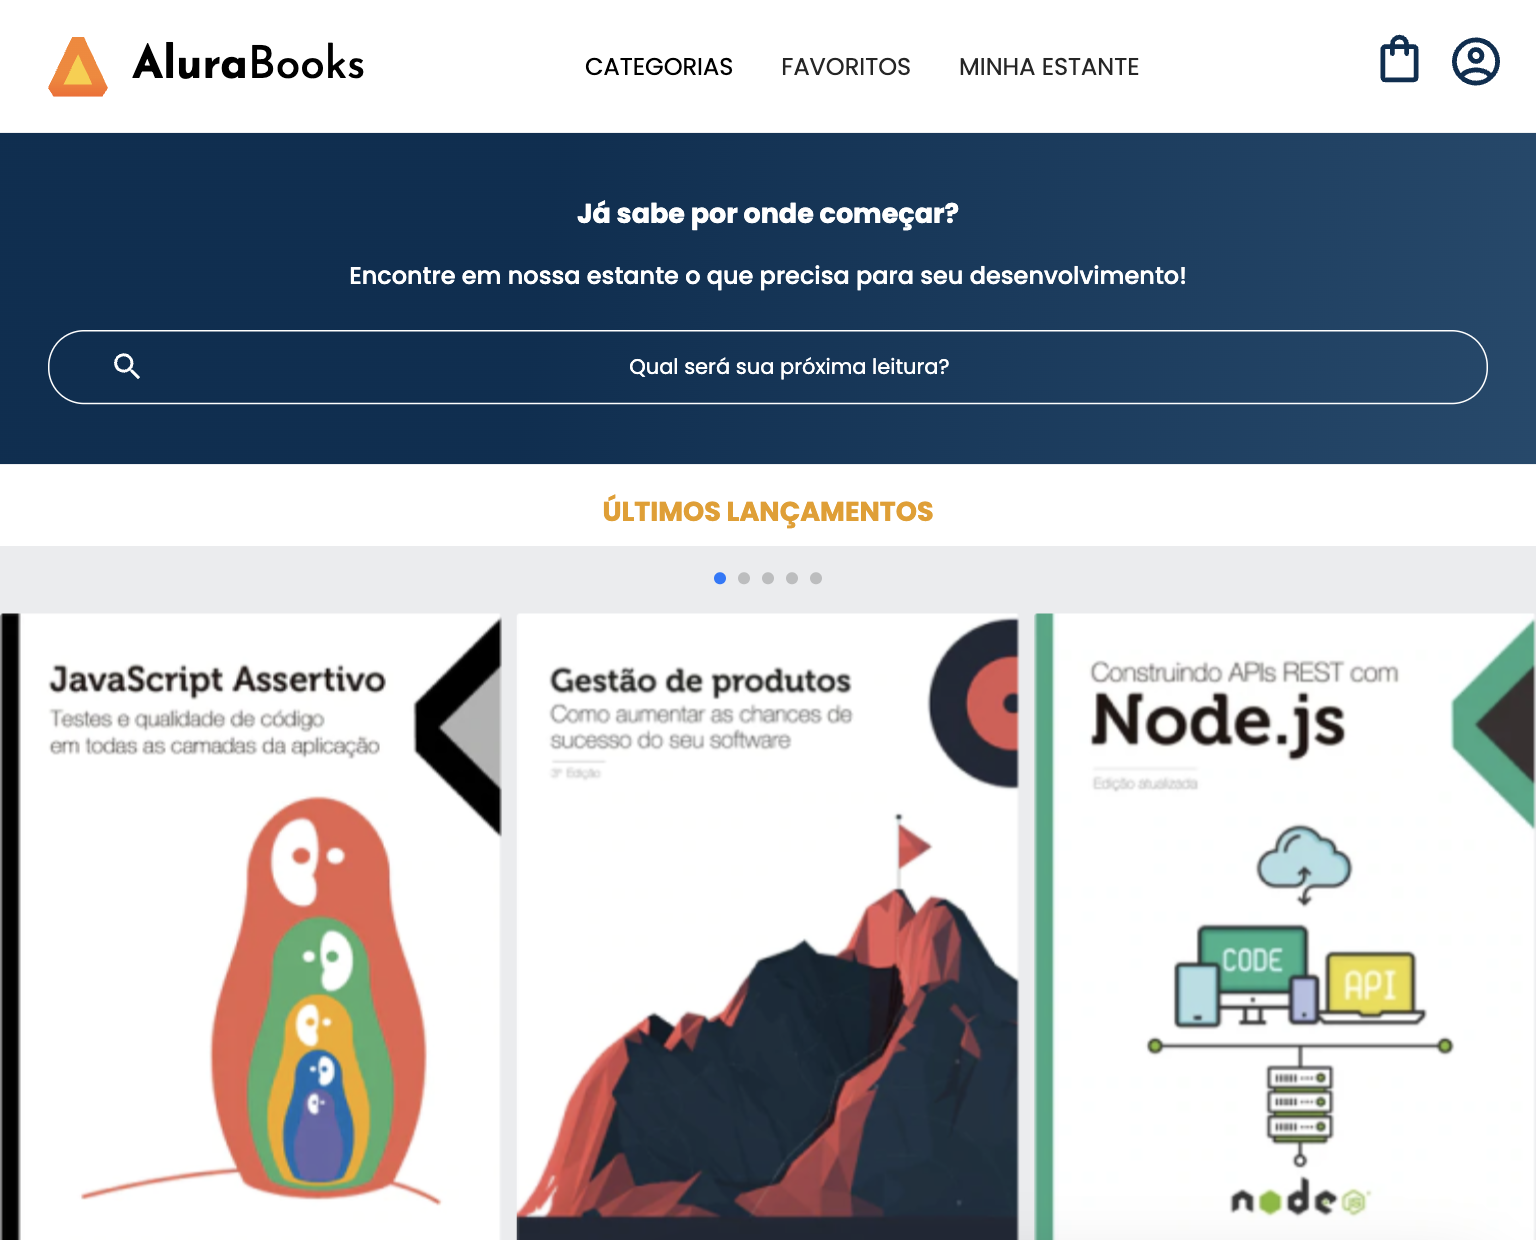 AluraBooks
CATEGORIAS
FAVORITOS
MINHA ESTANTE
Já sabe por onde começar?
Encontre em nossa estante o que precisa para seu desenvolvimento!
Qual será sua próxima leitura?
ÚLTIMOS LANÇAMENTOS
JavaScript Assertivo
Testes e qualidade de código
em todas as camadas da aplicação
Gestão de produtos
Como aumentar as chances de
sucesso do seu software
3ª Edição
Construindo APIs REST com
Node.js
Edição atualizada
CODE
API
node
JS